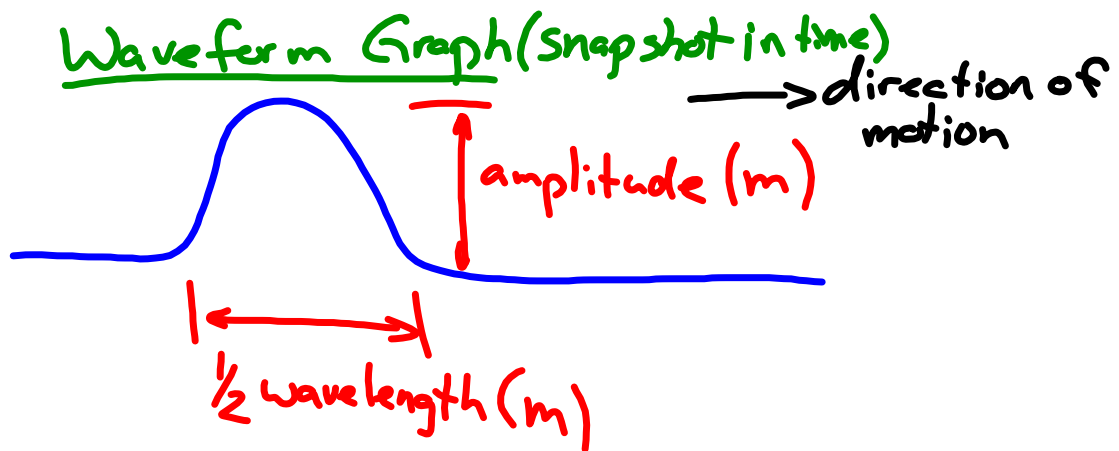 Waveform Graph (snapshot in time)
direction of
motion
amplitude (m)
½ wavelength (m)